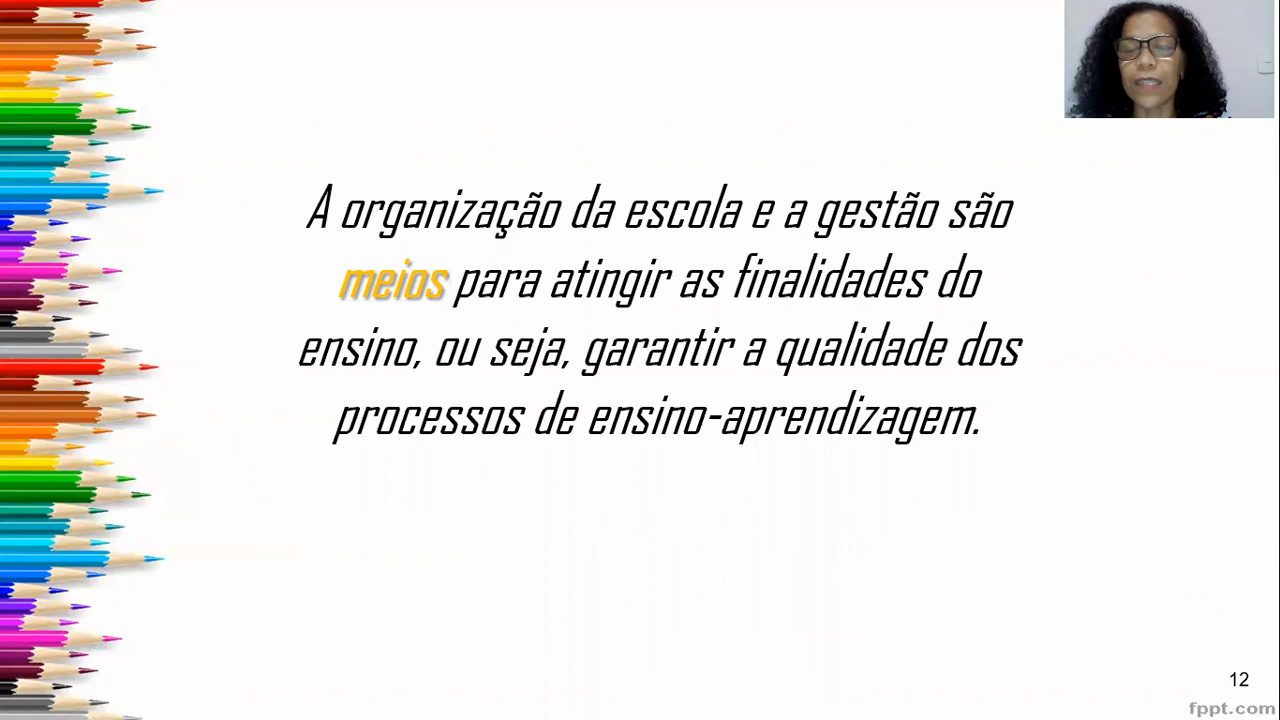 A organização da escola e a gestão são
meios para atingir as finalidades do
ensino, ou seja, garantir a qualidade dos
processos de ensino-aprendizagem.
12
fppt.com